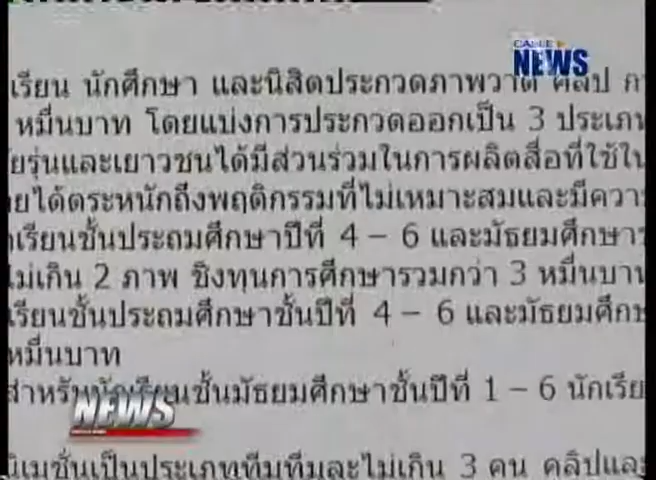 CABLE
NEWS
เรียน นักศึกษา และนิสิตประกวดภาพวาด คลิป
หมื่นบาท โดยแบ่งการประกวดออกเป็น 3 ประเภท
วัยรุ่นและเยาวชนได้มีส่วนร่วมในการผลิตสื่อที่ใช้ใน
ได้ตระหนักถึงพฤติกรรมที่ไม่เหมาะสมและมีความ
เรียนชั้นประถมศึกษาปีที่ 4 – 6 และมัธยมศึกษา
ไม่เกิน 2 ภาพ ชิงทุนการศึกษารวมกว่า 3 หมื่นบาท
เรียนชั้นประถมศึกษาชั้นปีที่ 4 – 6 และมัธยมศึกษ
หมื่นบาท
สำหรับนักเรียนชั้นมัธยมศึกษาชั้นปีที่ 1 – 6 นักเรีย
NEWS
นิเมชั่นเป็นประเภททีมทีมละไม่เกิน 3 คน คลิปและ